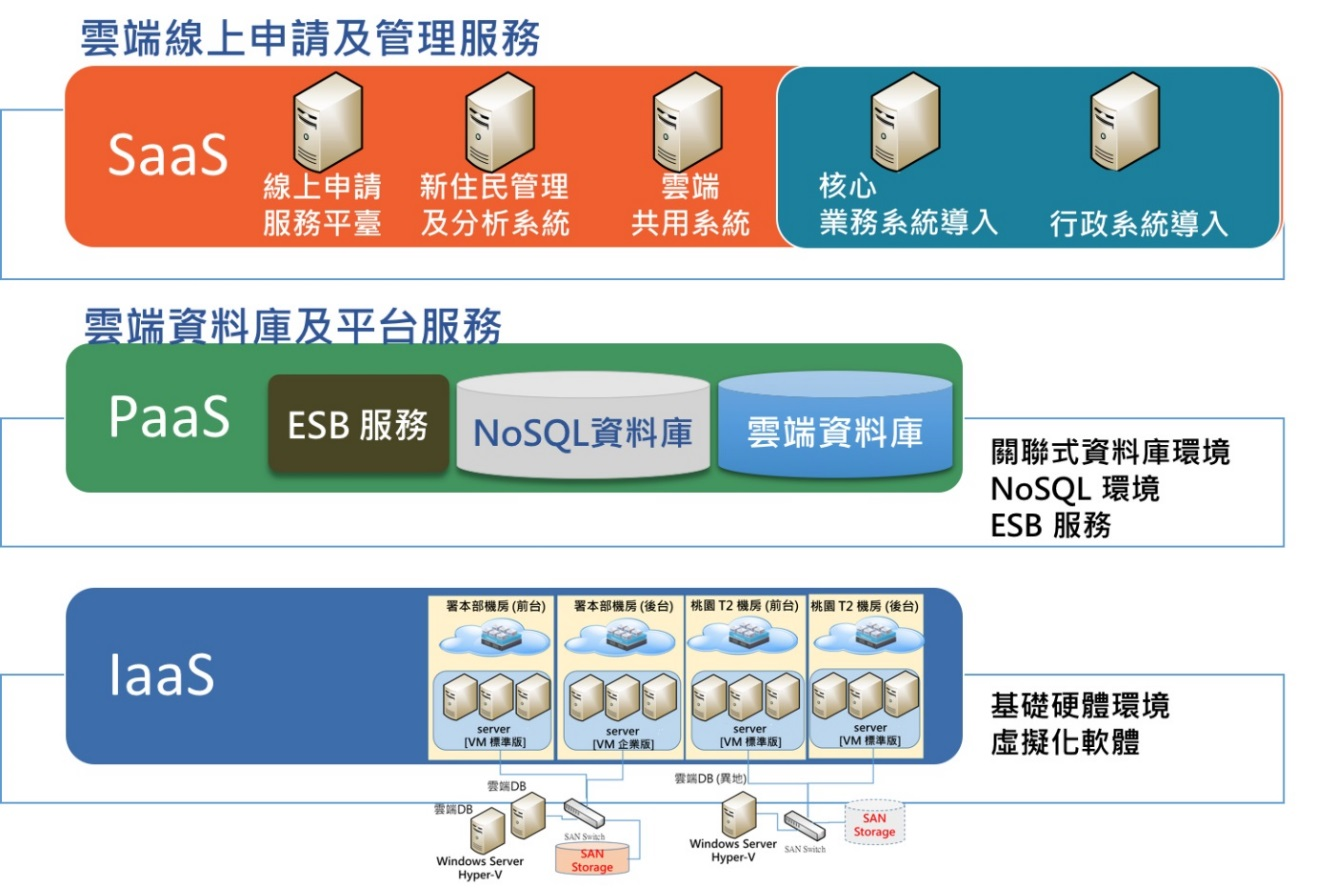 雲端線上申請及管理服務
SaaS
線上申請
服務平臺
新住民管理
及分析系統
雲端
共用系統
核心
業務系統導入
行政系統導入
雲端資料庫及平台服務
PaaS
ESB 服務
NoSQL資料庫
雲端資料庫
關聯式資料庫環境
NoSQL 環境
ESB 服務
IaaS
署本部機房 (前台)
署本部機房 (後台)
桃園 T2 機房 (前台)
桃園 T2 機房 (後台)
server
[VM 標準版]
server
[VM 企業版]
server
[VM 標準版]
server
[VM 標準版]
基礎硬體環境
虛擬化軟體
雲端DB
雲端DB
SAN Switch
SAN
Storage
Windows Server
Hyper-V
雲端DB (異地)
Windows Server
Hyper-V
SAN Switch
SAN
Storage